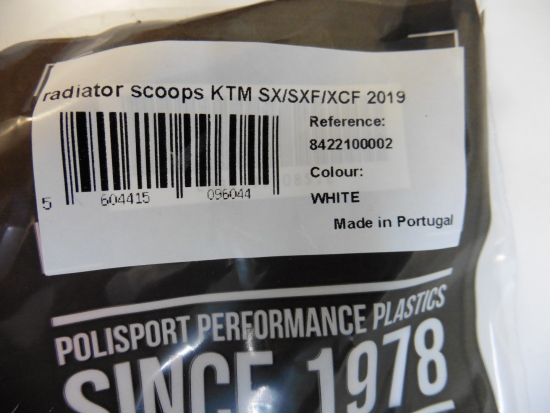 radiator scoops KTM SX/SXF/XCF 2019
Reference:
8422100002
Colour:
WHITE
Made in Portugal
5 604415 096044
POLISPORT PERFORMANCE PLASTICS
SINCE 1978